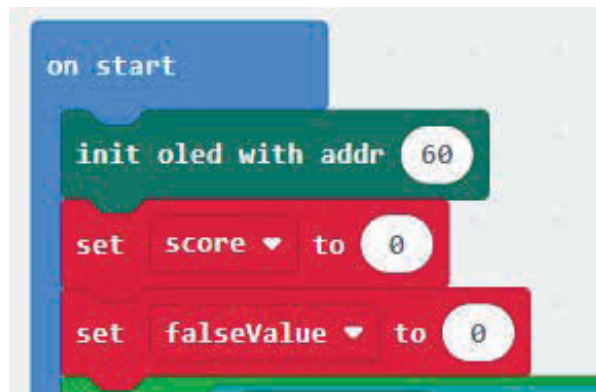 on start
init oled with addr 60
set score to 0
set falseValue to 0